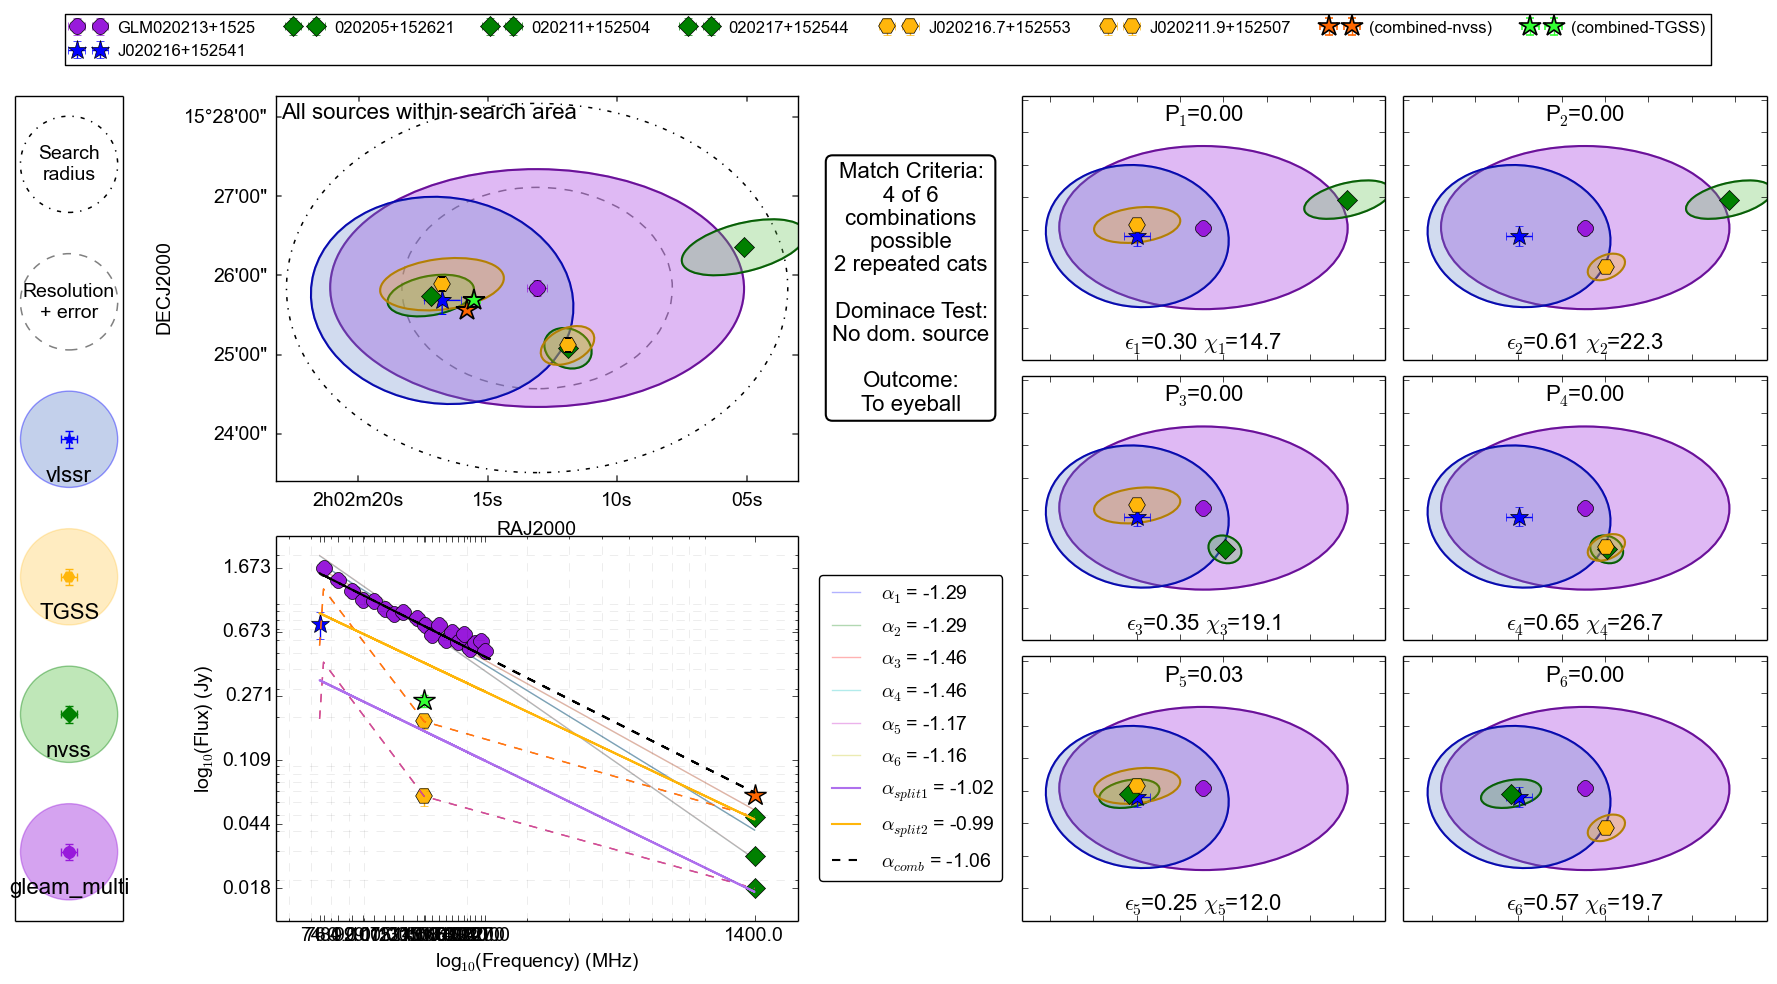 GLM020213+1525 020205+152621 020211+152504 020217+152544 J020216.7+152553 J020211.9+152507 (combined-nvss) (combined-TGSS)
J020216+152541
Search
radius
Resolution
+ error
vlssr
TGSS
nvss
gleam_multi
All sources within search area
15°28'00"
27'00"
26'00"
25'00"
24'00"
DECJ2000
2h02m20s 15s 10s 05s
RAJ2000
Match Criteria:
4 of 6
combinations
possible
2 repeated cats
Dominace Test:
No dom. source
Outcome:
To eyeball
P1=0.00
ϵ1=0.30 χ1=14.7
P2=0.00
ϵ2=0.61 χ2=22.3
P3=0.00
ϵ3=0.35 χ3=19.1
P4=0.00
ϵ4=0.65 χ4=26.7
P5=0.03
ϵ5=0.25 χ5=12.0
P6=0.00
ϵ6=0.57 χ6=19.7
1.673
0.673
0.271
0.109
0.044
0.018
log10(Flux) (Jy)
1400.0
log10(Frequency) (MHz)
α1 = -1.29
α2 = -1.29
α3 = -1.46
α4 = -1.46
α5 = -1.17
α6 = -1.16
αsplit1 = -1.02
αsplit2 = -0.99
αcomb = -1.06